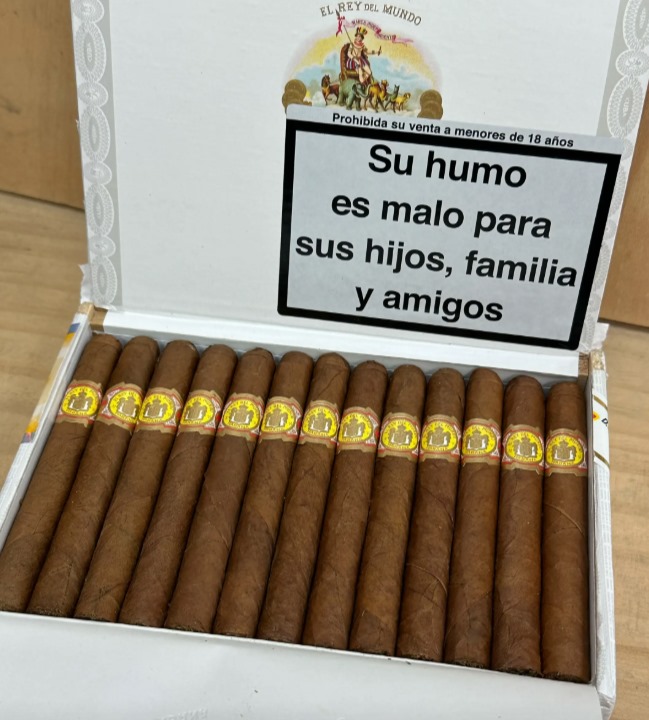 EL REY DEL MUNDO
Prohibida su venta a menores de 18 años
Su humo
es malo para
sus hijos, familia
y amigos